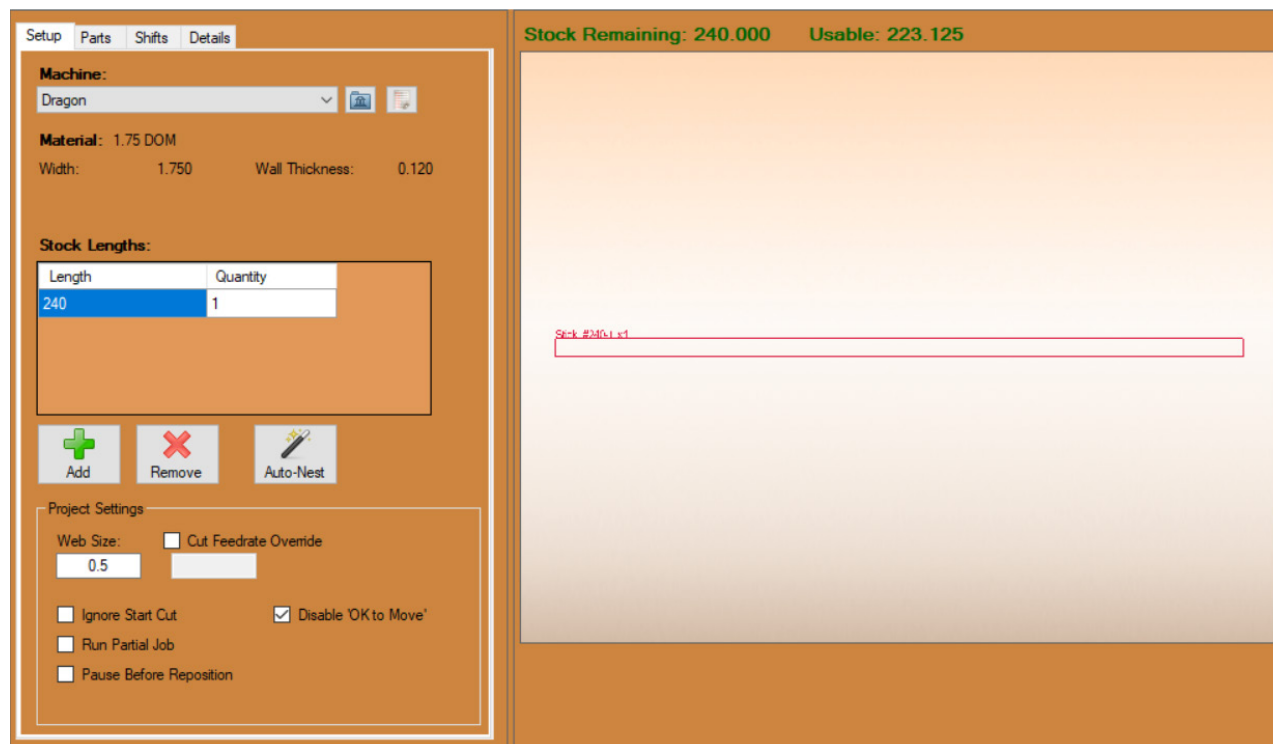 Setup Parts Shifts Details
Machine:
Dragon
Material: 1.75 DOM
Width: 1.750 Wall Thickness: 0.120
Stock Lengths:
Length Quantity
240 1
Add Remove Auto-Nest
Project Settings
Web Size: Cut Feedrate Override
0.5
Ignore Start Cut Disable 'OK to Move'
Run Partial Job
Pause Before Reposition
Stock Remaining: 240.000 Usable: 223.125
Stick